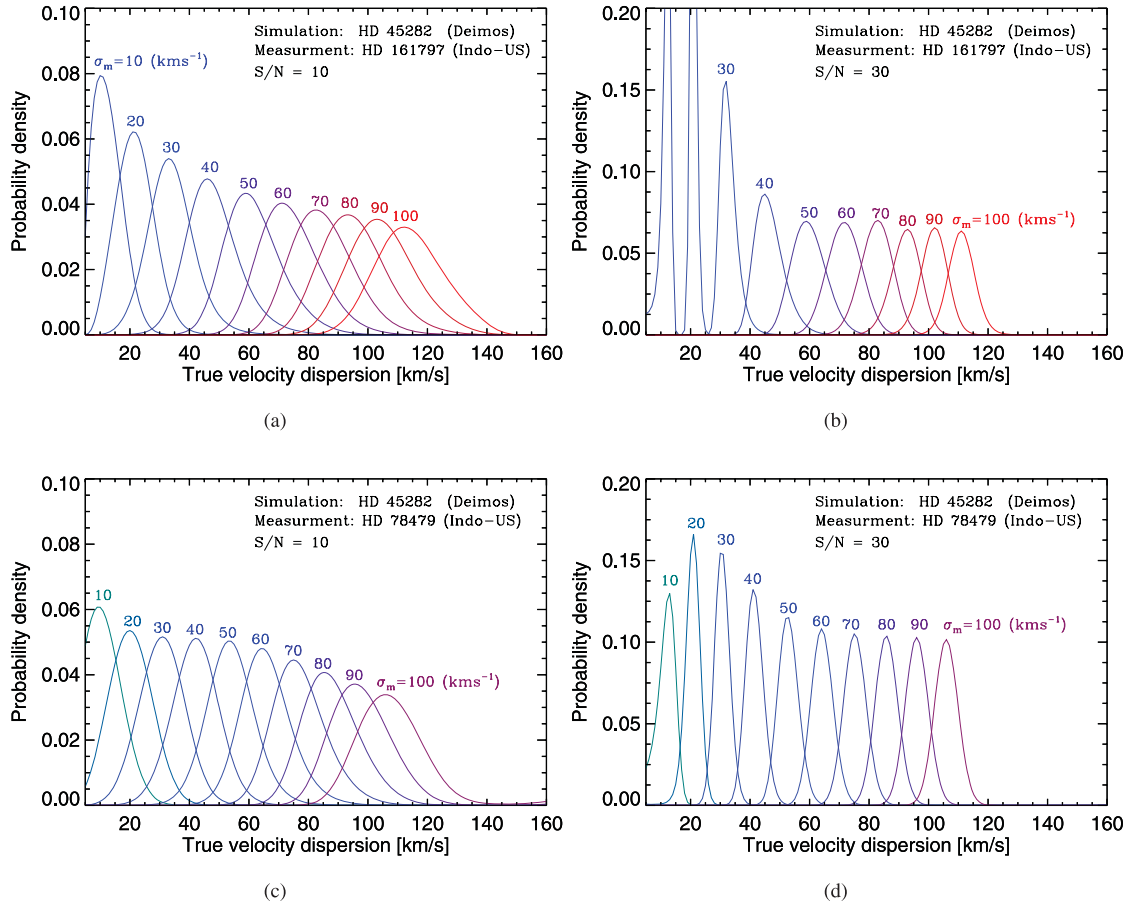 Simulation: HD 45282 (Deimos)
Measurment: HD 161797 (Indo-US)
S/N = 10
σm=10 (kms−1)
20
30
40
50
60
70
80
90
100
Probability density
0.10
0.08
0.06
0.04
0.02
0.00
20 40 60 80 100 120 140 160
True velocity dispersion [km/s]
(a)
Simulation: HD 45282 (Deimos)
Measurment: HD 161797 (Indo-US)
S/N = 30
30
40
50
60
70
80
90
σm=100 (kms−1)
Probability density
0.20
0.15
0.10
0.05
0.00
20 40 60 80 100 120 140 160
True velocity dispersion [km/s]
(b)
Simulation: HD 45282 (Deimos)
Measurment: HD 78479 (Indo-US)
S/N = 10
10
20
30
40
50
60
70
80
90
σm=100 (kms−1)
Probability density
0.10
0.08
0.06
0.04
0.02
0.00
20 40 60 80 100 120 140 160
True velocity dispersion [km/s]
(c)
Simulation: HD 45282 (Deimos)
Measurment: HD 78479 (Indo-US)
S/N = 30
10
20
30
40
50
60
70
80
90
σm=100 (kms−1)
Probability density
0.20
0.15
0.10
0.05
0.00
20 40 60 80 100 120 140 160
True velocity dispersion [km/s]
(d)